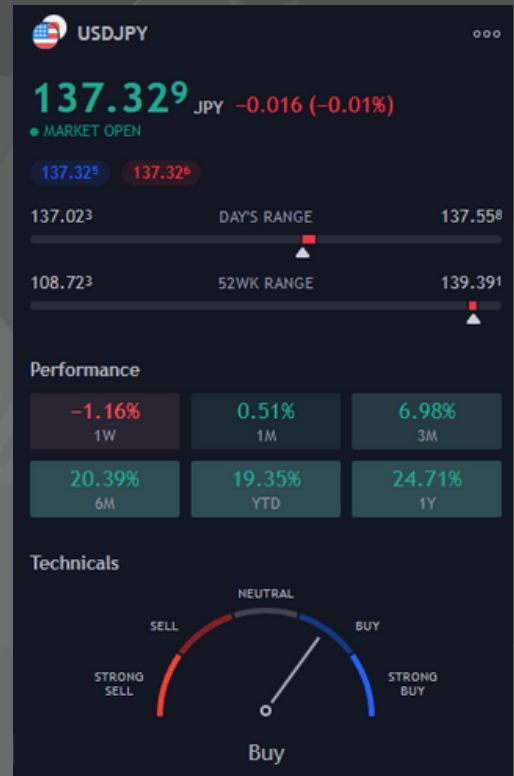 USDJPY
137.329 JPY −0.016 (−0.01%)
MARKET OPEN
137.325 137.326
137.023 DAY'S RANGE 137.558
108.723 52WK RANGE 139.391
Performance
−1.16% 0.51% 6.98%
1W 1M 3M
20.39% 19.35% 24.71%
6M YTD 1Y
Technicals
NEUTRAL
SELL BUY
STRONG SELL STRONG BUY
Buy